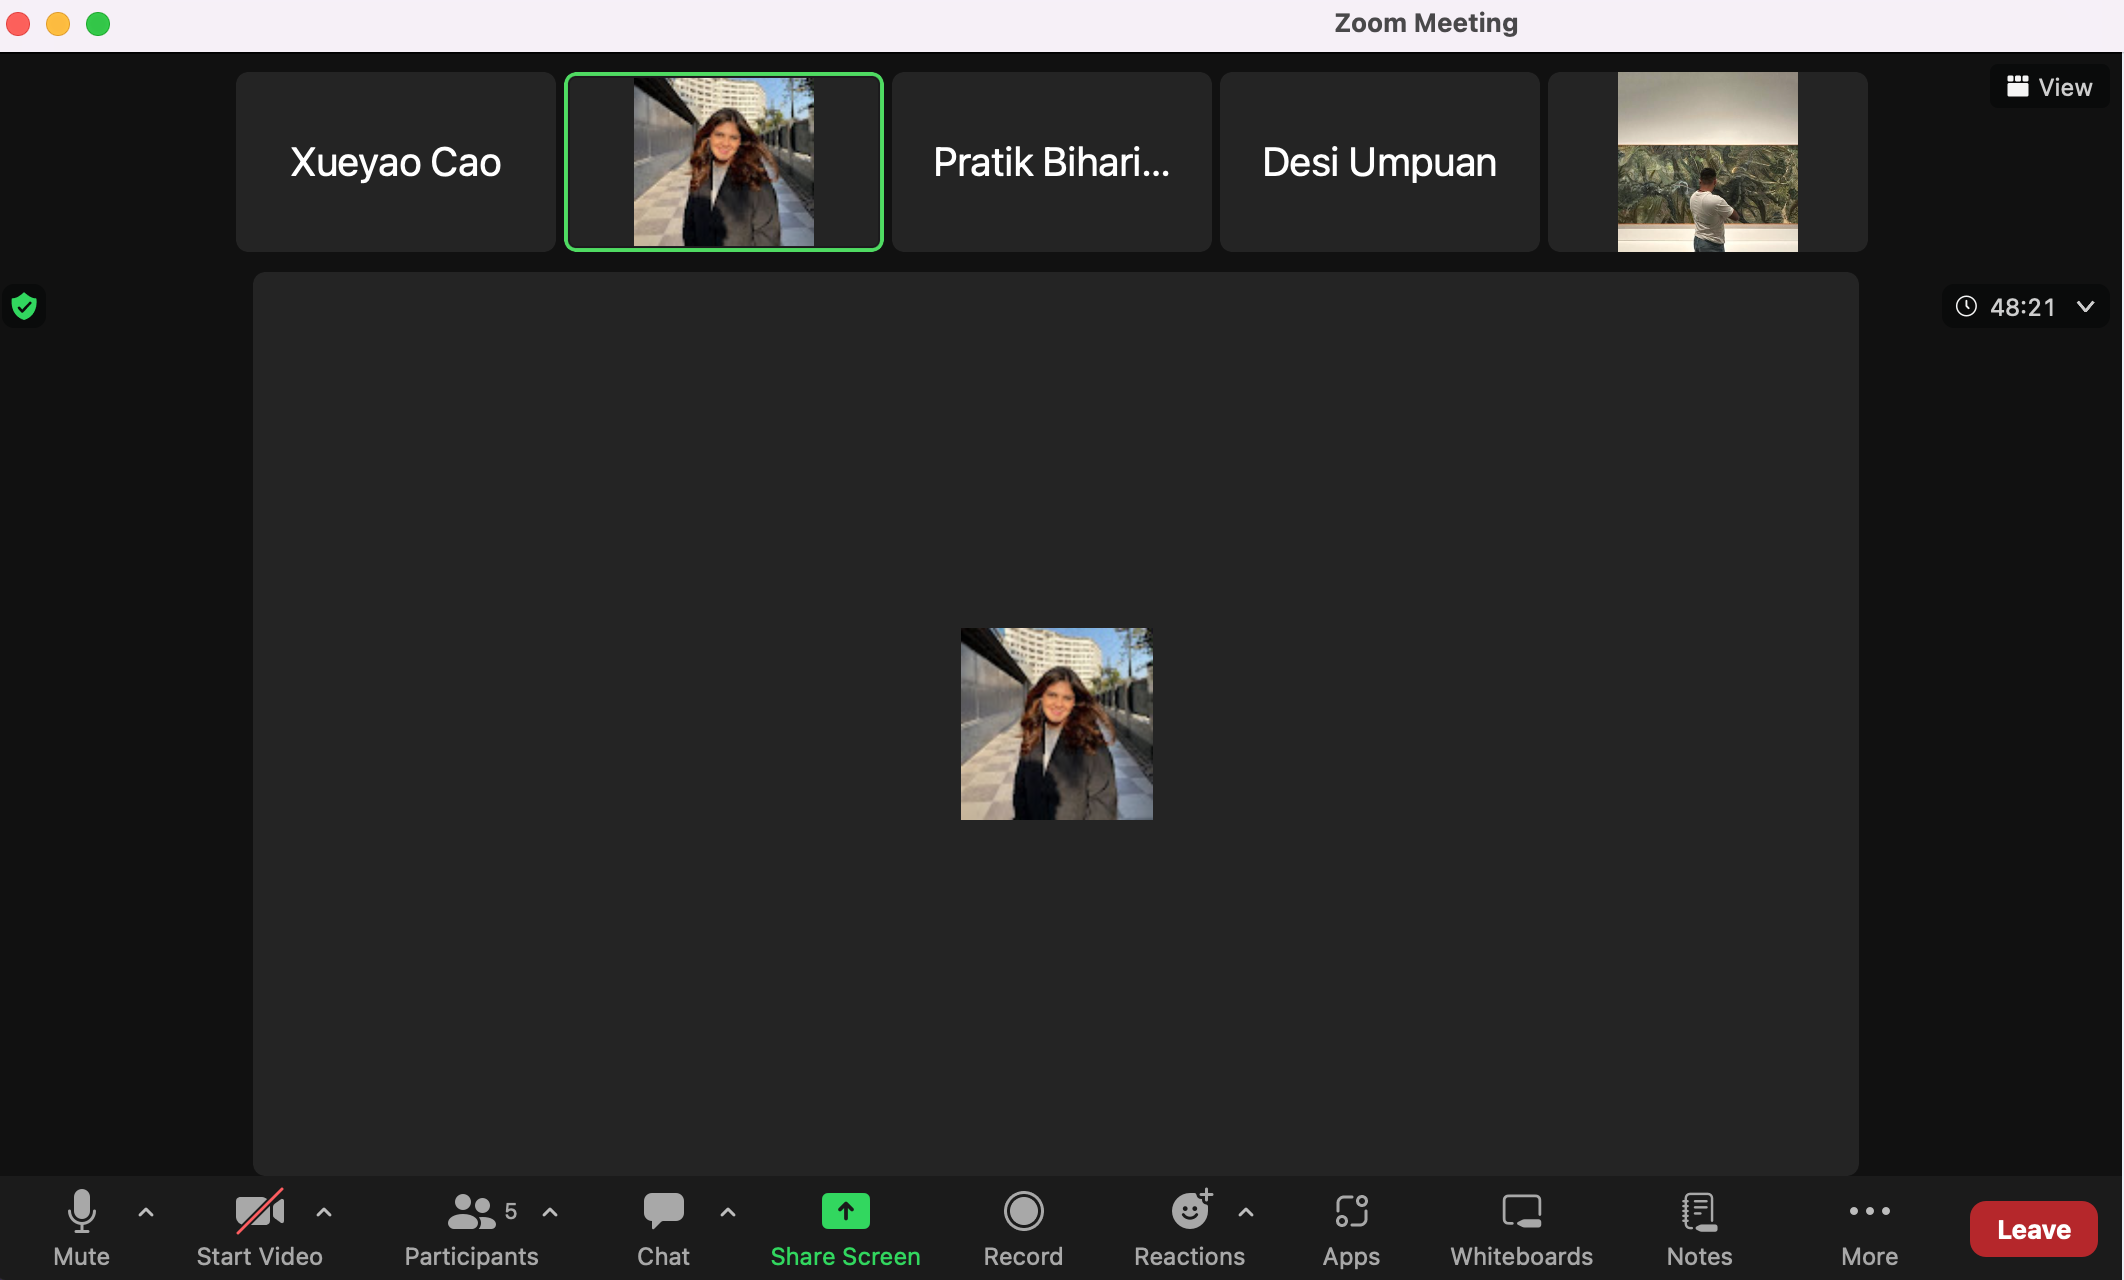 Zoom Meeting
Xueyao Cao
Pratik Bihari...
Desi Umpuan
View
48:21
5
Mute
Start Video
Participants
Chat
Share Screen
Record
Reactions
Apps
Whiteboards
Notes
More
Leave